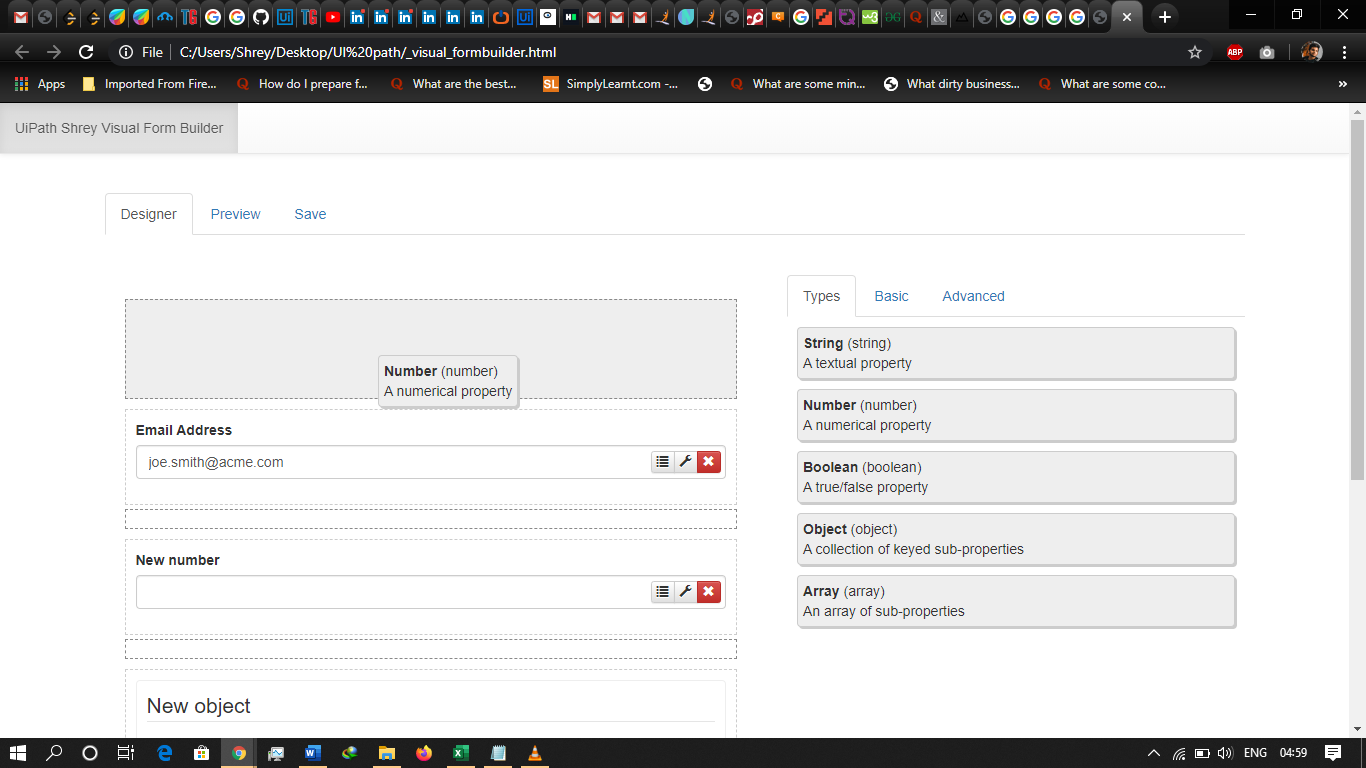 File
C:/Users/Shrey/Desktop/UI%20path/_visual_formbuilder.html
ABP
Apps
Imported From Fire...
How do I prepare f...
What are the best...
SL
SimplyLearnt.com -...
What are some min...
What dirty business...
What are some co...
»
UiPath Shrey Visual Form Builder
Designer
Preview
Save
Types
Basic
Advanced
Number (number)
A numerical property
Email Address
joe.smith@acme.com
New number
New object
String (string)
A textual property
Number (number)
A numerical property
Boolean (boolean)
A true/false property
Object (object)
A collection of keyed sub-properties
Array (array)
An array of sub-properties
ENG
04:59